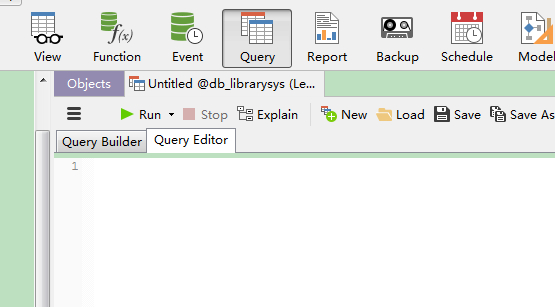 View Function Event Query Report Backup Schedule Model
Objects Untitled @db_librarysys (Le...
Run Stop Explain New Load Save Save As
Query Builder Query Editor
1